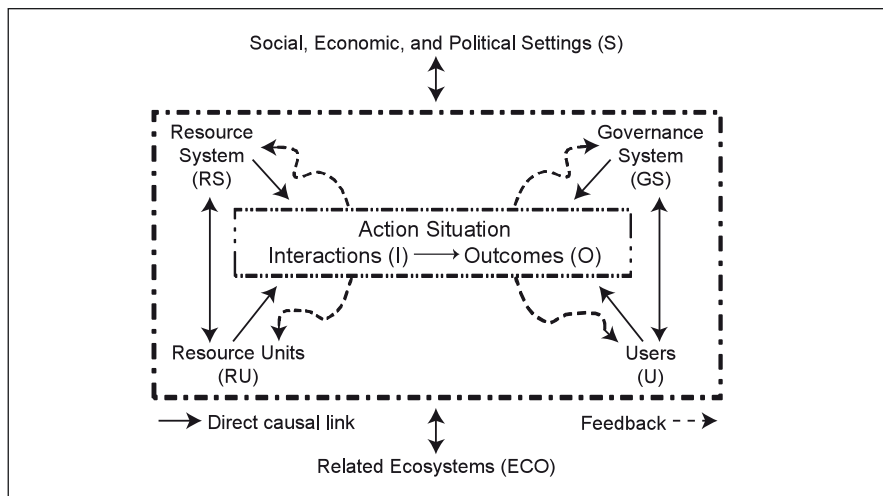 Social, Economic, and Political Settings (S)
Resource
System
(RS)
Governance
System
(GS)
Action Situation
Interactions (I) → Outcomes (O)
Resource Units
(RU)
Users
(U)
Direct causal link
Feedback
Related Ecosystems (ECO)